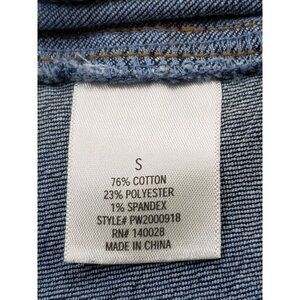 S
76% COTTON
23% POLYESTER
1% SPANDEX
STYLE# PW2000918
RN# 140028
MADE IN CHINA